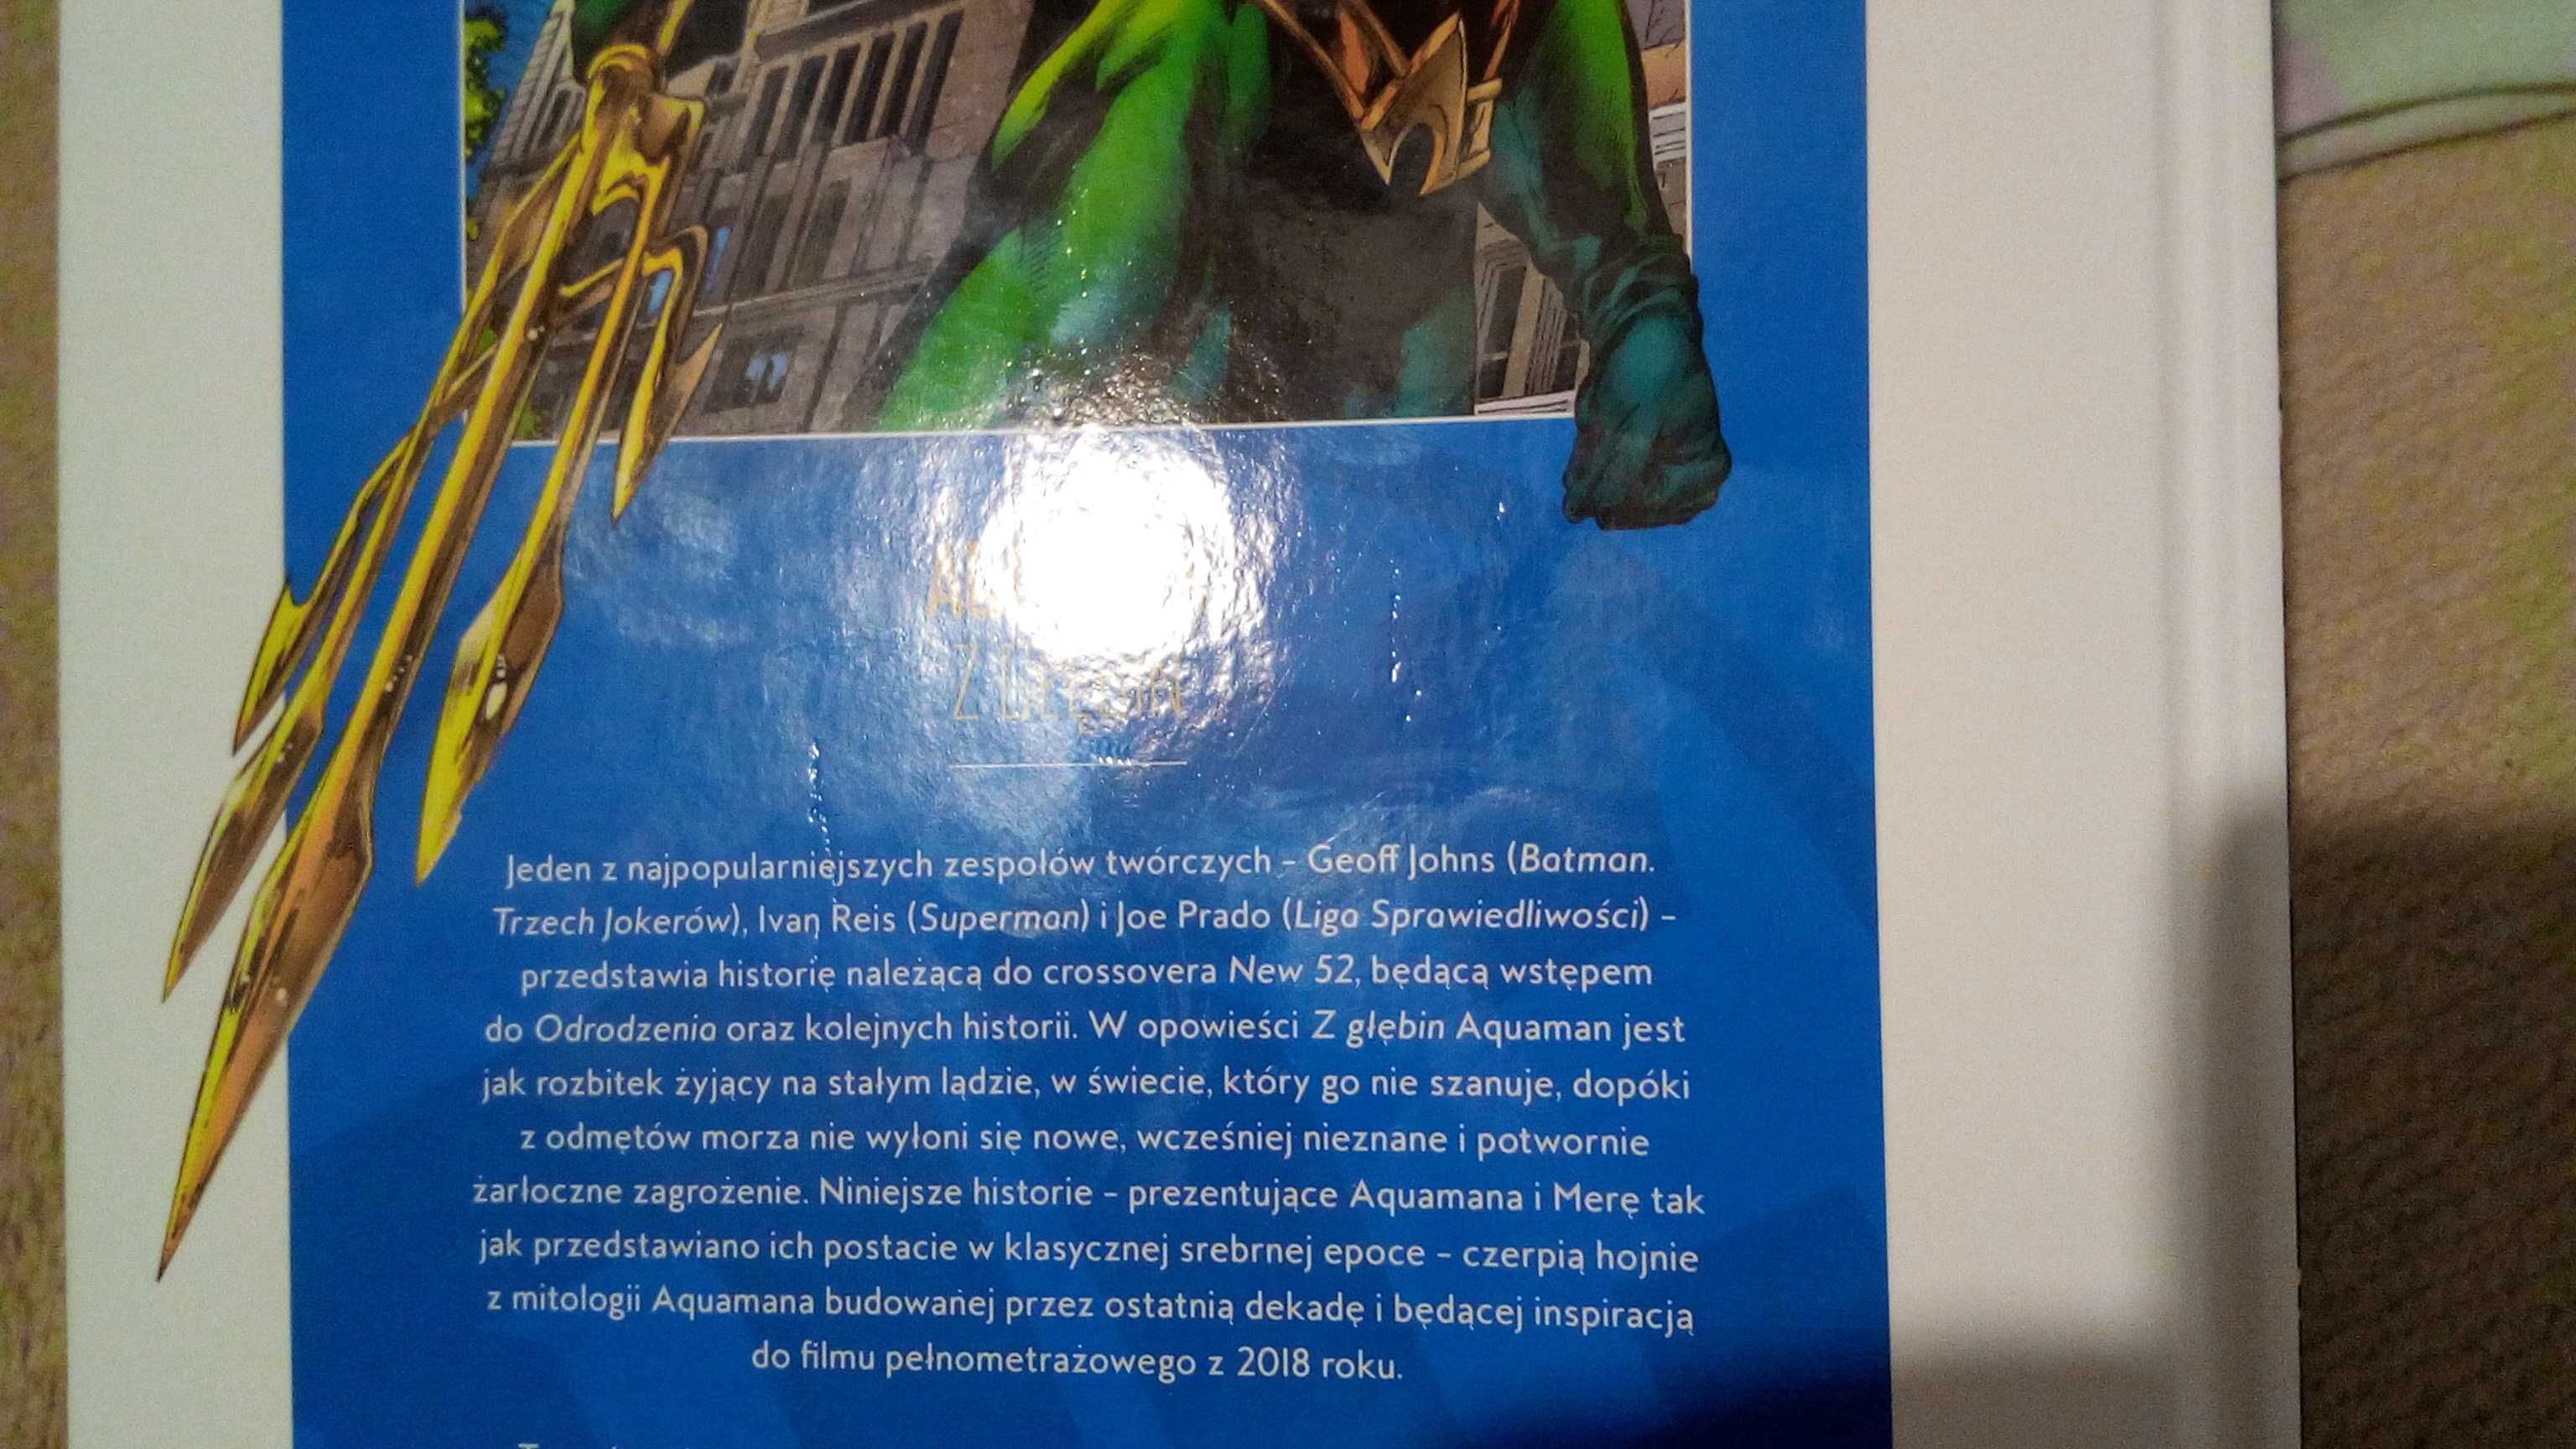 Jeden z najpopularniejszych zespołów twórczych – Geoff Johns (Batman.
Trzech Jokerów), Ivan Reis (Superman) i Joe Prado (Liga Sprawiedliwości) –
przedstawia historię należącą do crossovera New 52, będącą wstępem
do Odrodzenia oraz kolejnych historii. W opowieści Z głębin Aquaman jest
jak rozbitek żyjący na stałym lądzie, w świecie, który go nie szanuje, dopóki
z odmętów morza nie wyłoni się nowe, wcześniej nieznane i potwornie
żarłoczne zagrożenie. Niniejsze historie – prezentujące Aquamana i Merę tak
jak przedstawiano ich postacie w klasycznej srebrnej epoce – czerpią hojnie
z mitologii Aquamana budowanej przez ostatnią dekadę i będącej inspiracją
do filmu pełnometrażowego z 2018 roku.